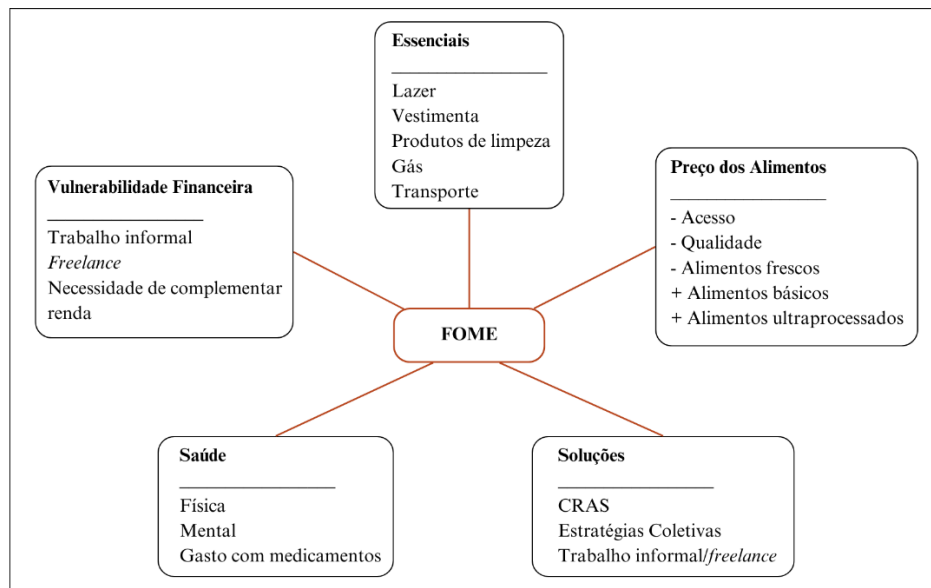 Essenciais
Lazer
Vestimenta
Produtos de limpeza
Gás
Transporte
Vulnerabilidade Financeira
Trabalho informal
Freelance
Necessidade de complementar
renda
Preço dos Alimentos
- Acesso
- Qualidade
- Alimentos frescos
+ Alimentos básicos
+ Alimentos ultraprocessados
FOME
Saúde
Física
Mental
Gasto com medicamentos
Soluções
CRAS
Estratégias Coletivas
Trabalho informal/freelance